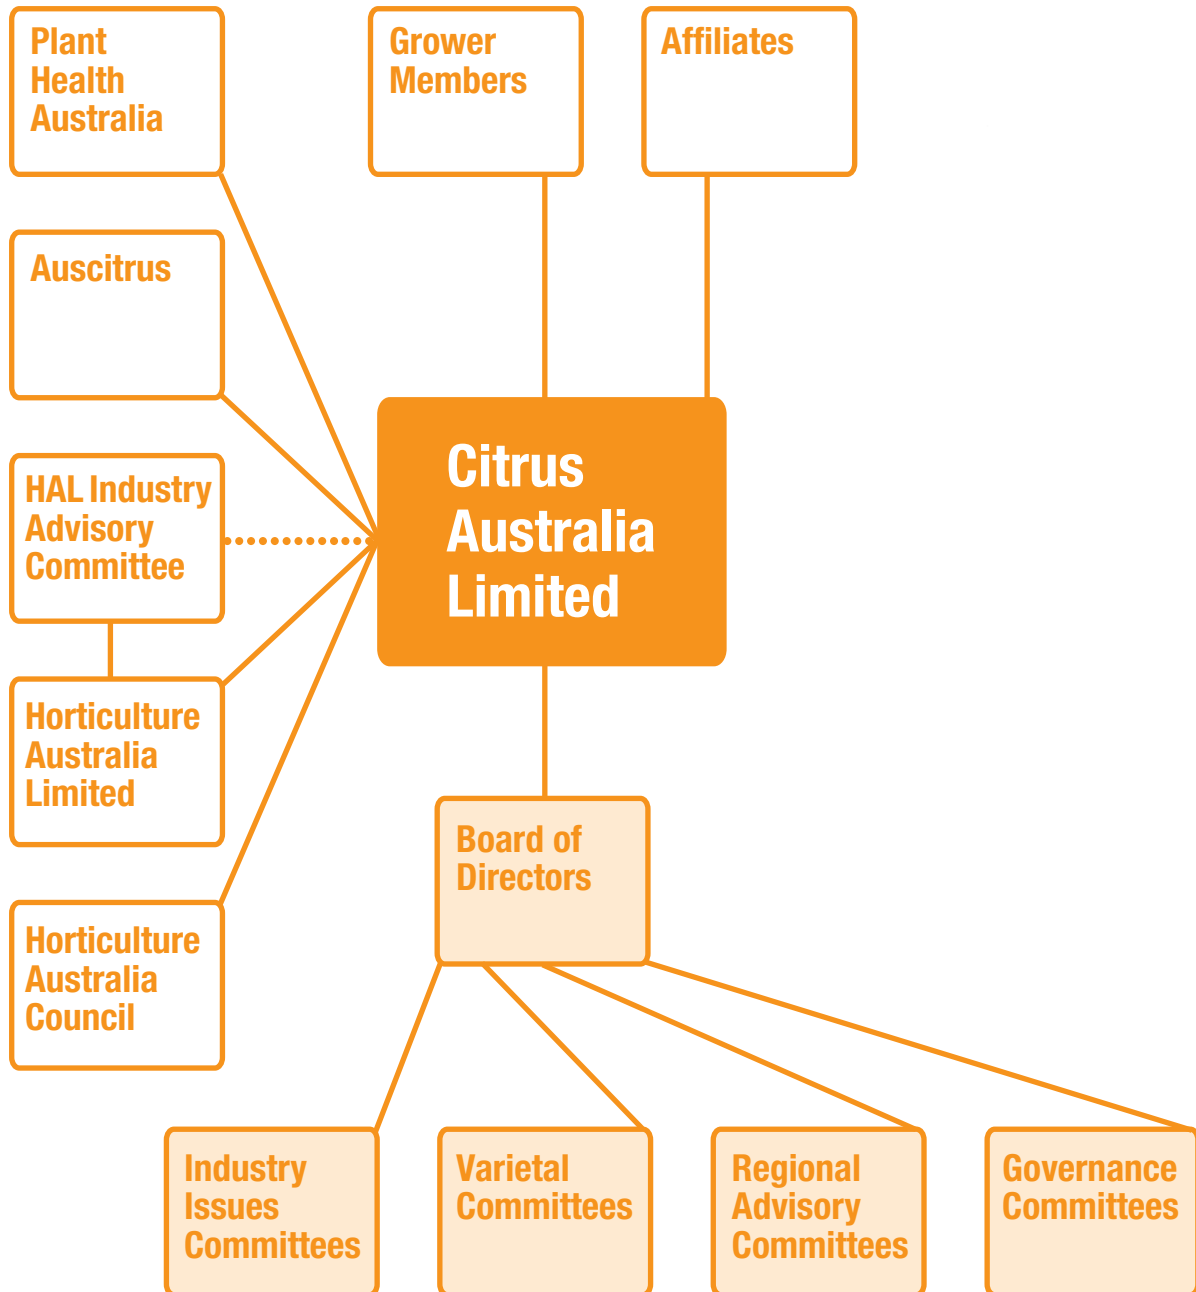 Plant
Health
Australia
Grower
Members
Affiliates
Auscitrus
HAL Industry
Advisory
Committee
Citrus
Australia
Limited
Horticulture
Australia
Limited
Board of
Directors
Horticulture
Australia
Council
Industry
Issues
Committees
Varietal
Committees
Regional
Advisory
Committees
Governance
Committees